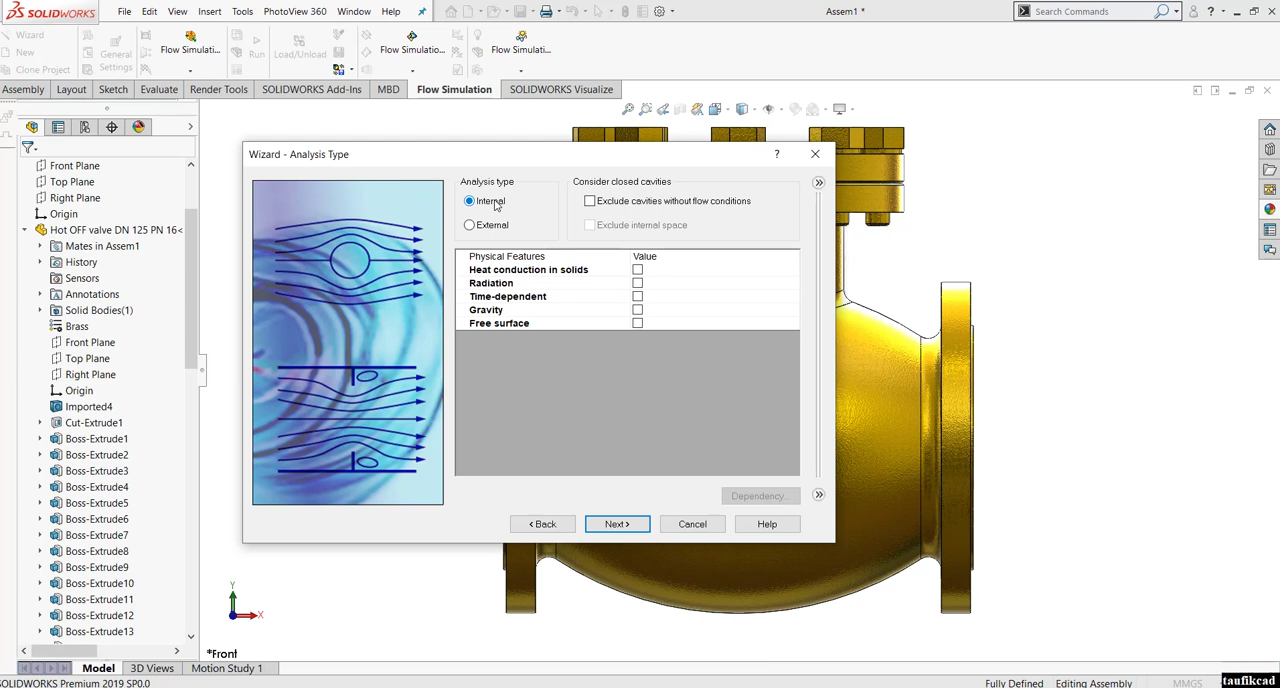 SOLIDWORKS File Edit View Insert Tools PhotoView 360 Window Help Assem1 * Search Commands ?
Wizard
New
Clone Project
General Settings
Flow Simulati...
Run
Load/Unload
Flow Simulatio...
Flow Simulati...
Assembly Layout Sketch Evaluate Render Tools SOLIDWORKS Add-Ins MBD Flow Simulation SOLIDWORKS Visualize
Front Plane
Top Plane
Right Plane
Origin
Hot OFF valve DN 125 PN 16<
Mates in Assem1
History
Sensors
Annotations
Solid Bodies(1)
Brass
Front Plane
Top Plane
Right Plane
Origin
Imported4
Cut-Extrude1
Boss-Extrude1
Boss-Extrude2
Boss-Extrude3
Boss-Extrude4
Boss-Extrude5
Boss-Extrude6
Boss-Extrude7
Boss-Extrude8
Boss-Extrude9
Boss-Extrude10
Boss-Extrude11
Boss-Extrude12
Boss-Extrude13
Wizard - Analysis Type ?
Analysis type
Internal
External
Consider closed cavities
Exclude cavities without flow conditions
Exclude internal space
Physical Features Value
Heat conduction in solids
Radiation
Time-dependent
Gravity
Free surface
Dependency...
< Back Next > Cancel Help
Y
X
*Front
Model 3D Views Motion Study 1
SOLIDWORKS Premium 2019 SP0.0 Fully Defined Editing Assembly MMGS
taufikcad